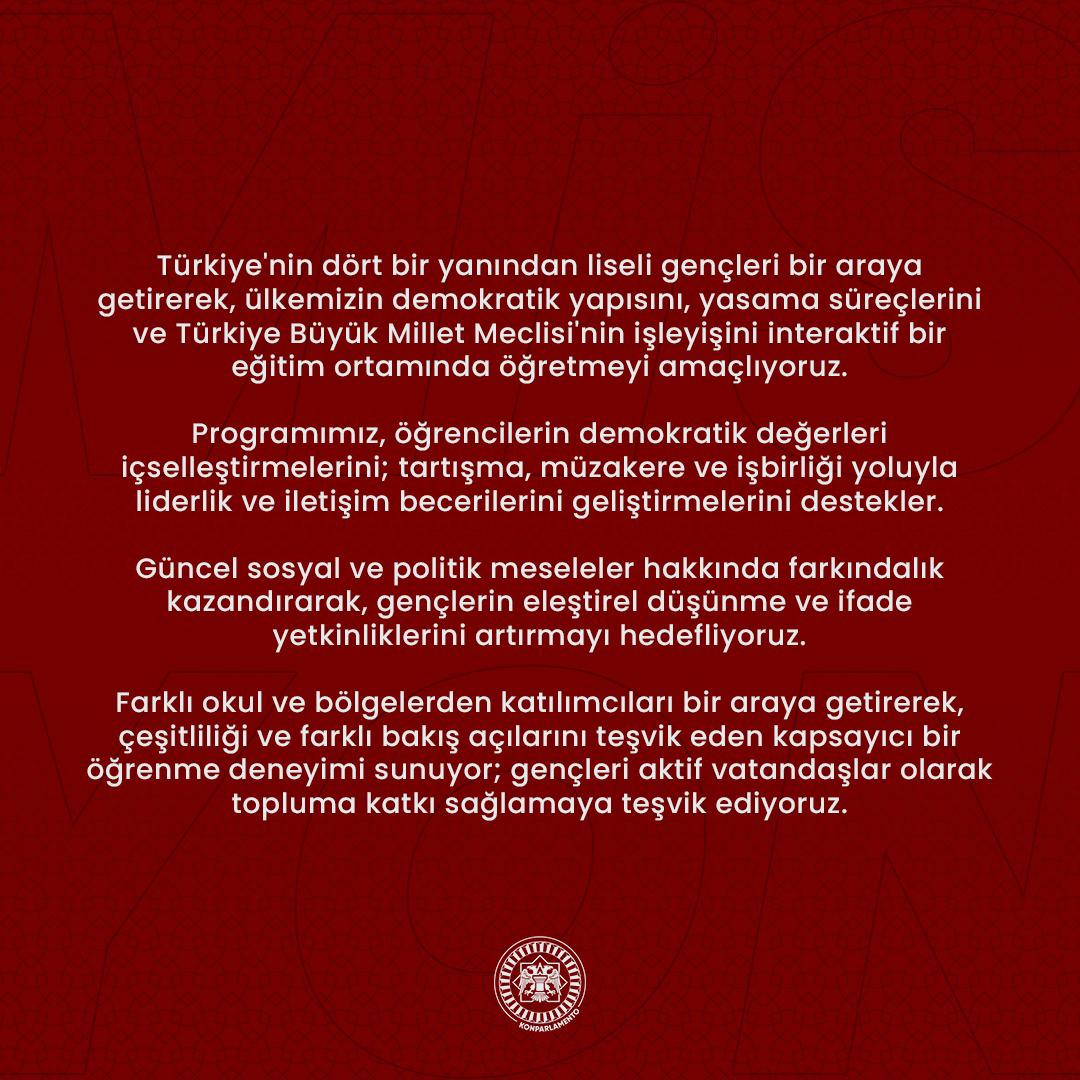 MİS
YON
Türkiye'nin dört bir yanından liseli gençleri bir araya
getirerek, ülkemizin demokratik yapısını, yasama süreçlerini
ve Türkiye Büyük Millet Meclisi'nin işleyişini interaktif bir
eğitim ortamında öğretmeyi amaçlıyoruz.
Programımız, öğrencilerin demokratik değerleri
içselleştirmelerini; tartışma, müzakere ve işbirliği yoluyla
liderlik ve iletişim becerilerini geliştirmelerini destekler.
Güncel sosyal ve politik meseleler hakkında farkındalık
kazandırarak, gençlerin eleştirel düşünme ve ifade
yetkinliklerini artırmayı hedefliyoruz.
Farklı okul ve bölgelerden katılımcıları bir araya getirerek,
çeşitliliği ve farklı bakış açılarını teşvik eden kapsayıcı bir
öğrenme deneyimi sunuyor; gençleri aktif vatandaşlar olarak
topluma katkı sağlamaya teşvik ediyoruz.
KONPARLAMENTO